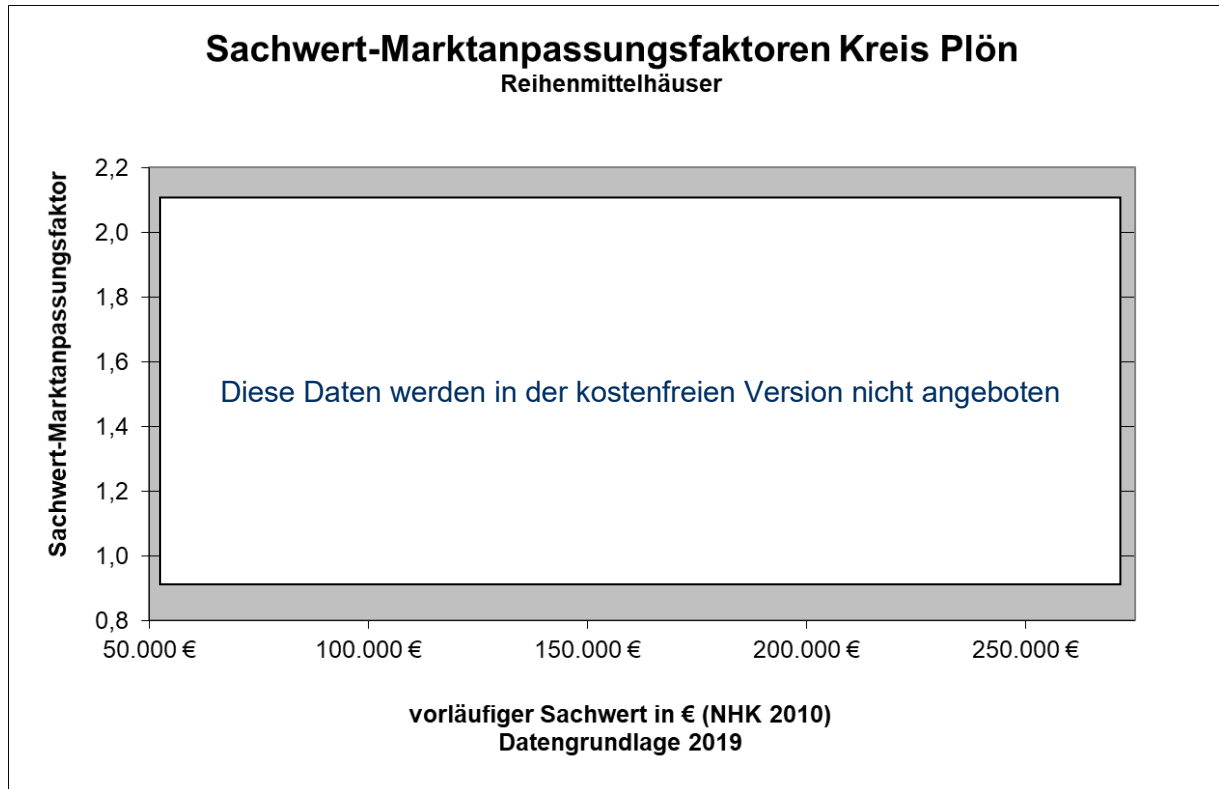 Sachwert-Marktanpassungsfaktoren Kreis Plön
Reihenmittelhäuser
Sachwert-Marktanpassungsfaktor
2,2
2,0
1,8
1,6
1,4
1,2
1,0
0,8
Diese Daten werden in der kostenfreien Version nicht angeboten
50.000 € 100.000 € 150.000 € 200.000 € 250.000 €
vorläufiger Sachwert in € (NHK 2010)
Datengrundlage 2019